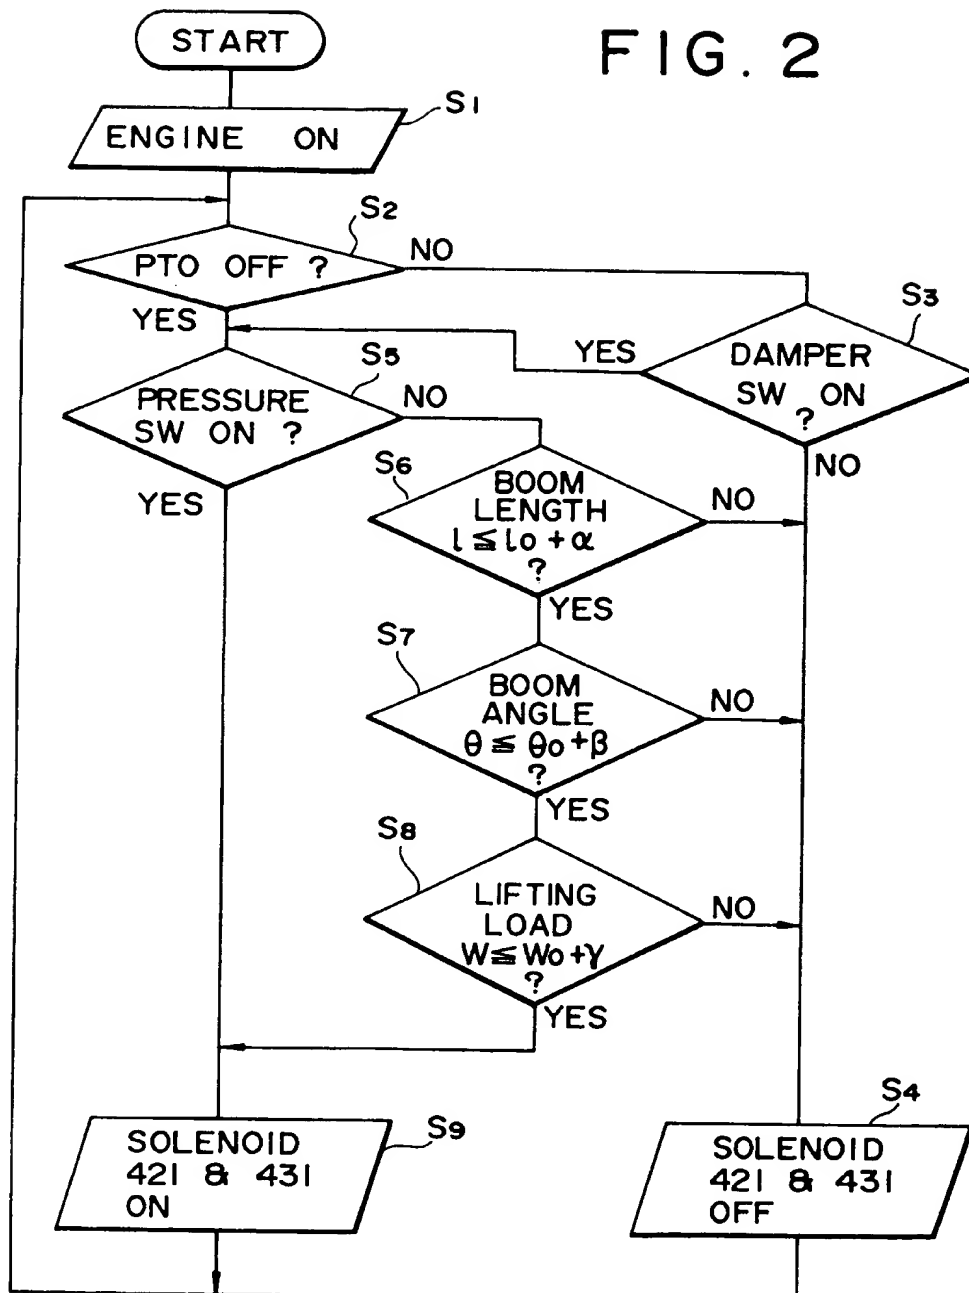 START
FIG. 2
S1
ENGINE ON
S2
PTO OFF ?
NO
YES
S3
YES
DAMPER
SW ON
?
NO
S5
PRESSURE
SW ON ?
NO
YES
S6
BOOM
LENGTH
l ≦ lo + α
?
NO
YES
S7
BOOM
ANGLE
θ ≦ θo + β
?
NO
YES
S8
LIFTING
LOAD
W ≦ Wo + γ
?
NO
YES
S9
SOLENOID
421 & 431
ON
S4
SOLENOID
421 & 431
OFF